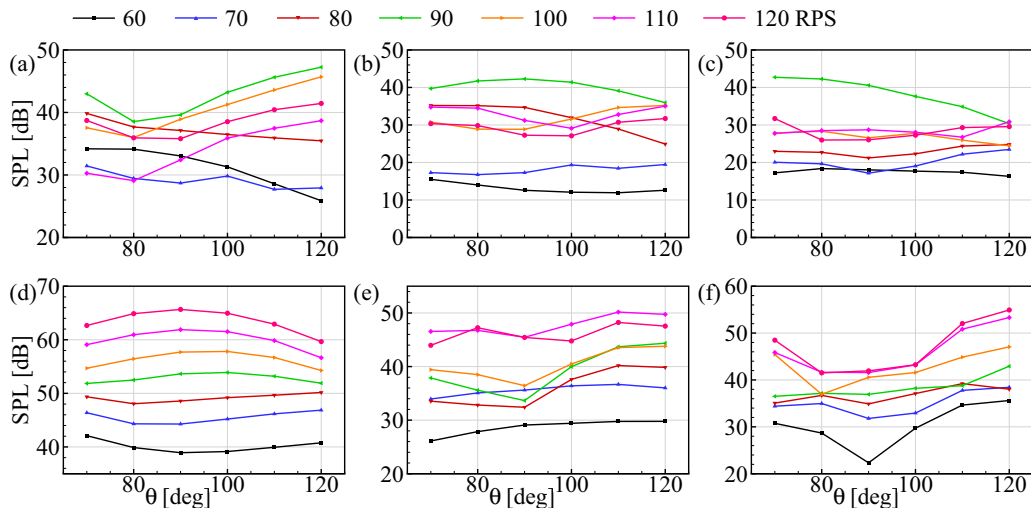 60 70 80 90 100 110 120 RPS
(a) (b) (c)
SPL [dB]
50 50 50
40 40 40
30 30 30
20 20 20
10 10
20 0 0
80 100 120 80 100 120 80 100 120
(d) (e) (f)
SPL [dB]
70 60
60 50 50
50 40 40
40 30 30
20 20
80 100 120 80 100 120 80 100 120
θ [deg] θ [deg] θ [deg]